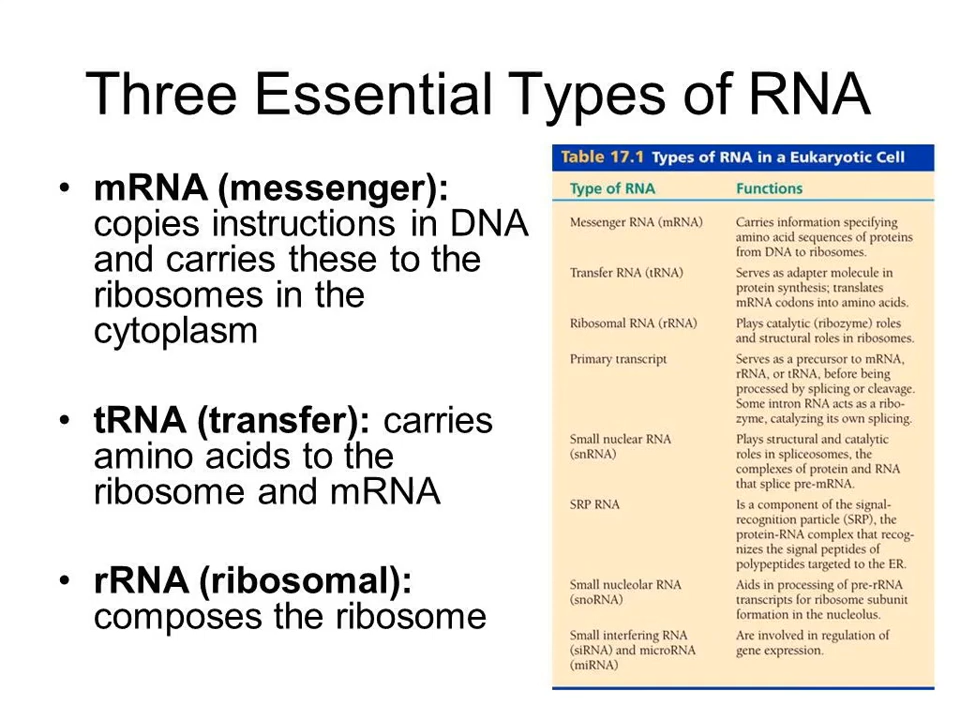 Three Essential Types of RNA
• mRNA (messenger):
copies instructions in DNA
and carries these to the
ribosomes in the
cytoplasm
• tRNA (transfer): carries
amino acids to the
ribosome and mRNA
• rRNA (ribosomal):
composes the ribosome
Table 17.1 Types of RNA in a Eukaryotic Cell
Type of RNA Functions
Messenger RNA (mRNA) Carries information specifying
amino acid sequences of proteins
from DNA to ribosomes.
Transfer RNA (tRNA) Serves as adapter molecule in
protein synthesis; translates
mRNA codons into amino acids.
Ribosomal RNA (rRNA) Plays catalytic (ribozyme) roles
and structural roles in ribosomes.
Primary transcript Serves as a precursor to mRNA,
rRNA, or tRNA, before being
processed by splicing or cleavage.
Some intron RNA acts as a ribo-
zyme, catalyzing its own splicing.
Small nuclear RNA Plays structural and catalytic
(snRNA) roles in spliceosomes, the
complexes of protein and RNA
that splice pre-mRNA.
SRP RNA Is a component of the signal-
recognition particle (SRP), the
protein-RNA complex that recog-
nizes the signal peptides of
polypeptides targeted to the ER.
Small nucleolar RNA Aids in processing of pre-rRNA
(snoRNA) transcripts for ribosome subunit
formation in the nucleolus.
Small interfering RNA Are involved in regulation of
(siRNA) and microRNA gene expression.
(miRNA)